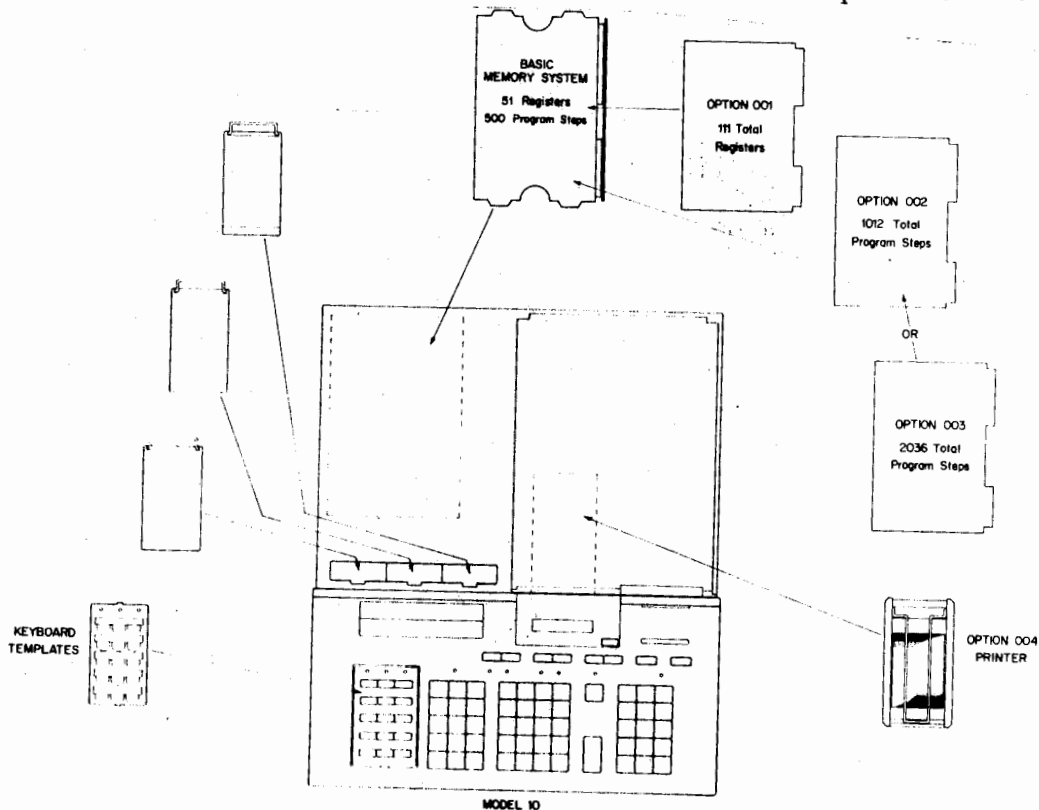 BASIC
MEMORY SYSTEM
51 Registers
500 Program Steps
OPTION 001
111 Total
Registers
OPTION 002
1012 Total
Program Steps
OR
OPTION 003
2036 Total
Program Steps
KEYBOARD
TEMPLATES
OPTION 004
PRINTER
MODEL 10